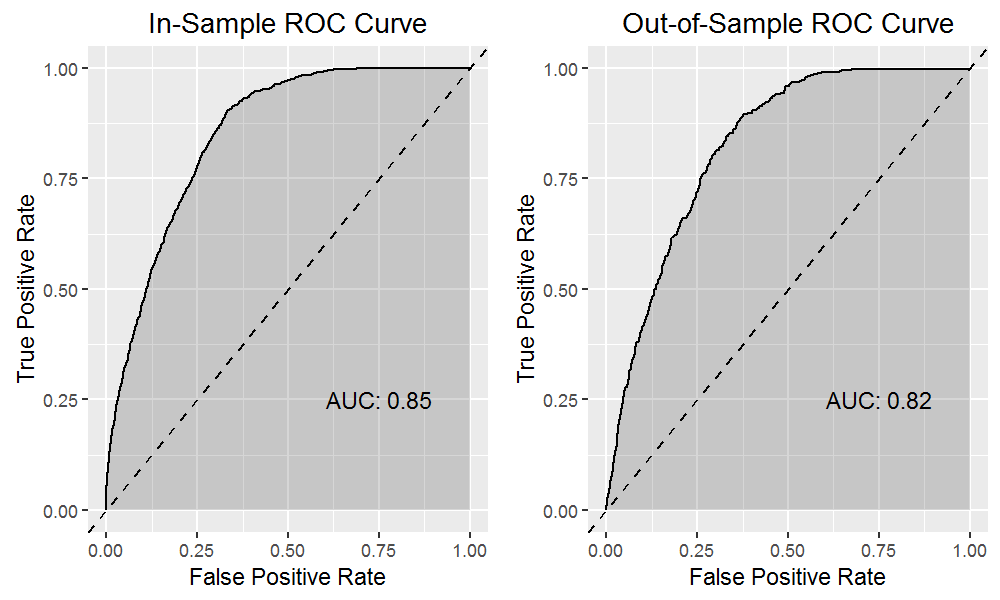 In-Sample ROC Curve
True Positive Rate
1.00
0.75
0.50
0.25
0.00
AUC: 0.85
0.00 0.25 0.50 0.75 1.00
False Positive Rate
Out-of-Sample ROC Curve
True Positive Rate
1.00
0.75
0.50
0.25
0.00
AUC: 0.82
0.00 0.25 0.50 0.75 1.00
False Positive Rate